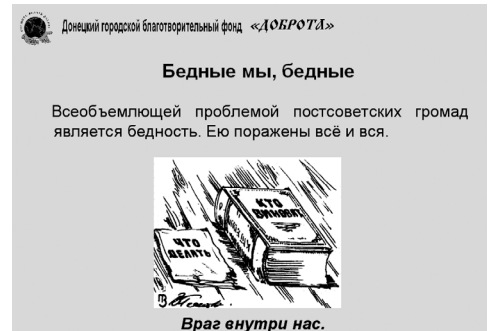 Донецкий городской благотворительный фонд «ДОБРОТА»
Бедные мы, бедные
Всеобъемлющей проблемой постсоветских громад
является бедность. Ею поражены всё и вся.
КТО
ВИНОВАТ
ЧТО
ДЕЛАТЬ
Враг внутри нас.